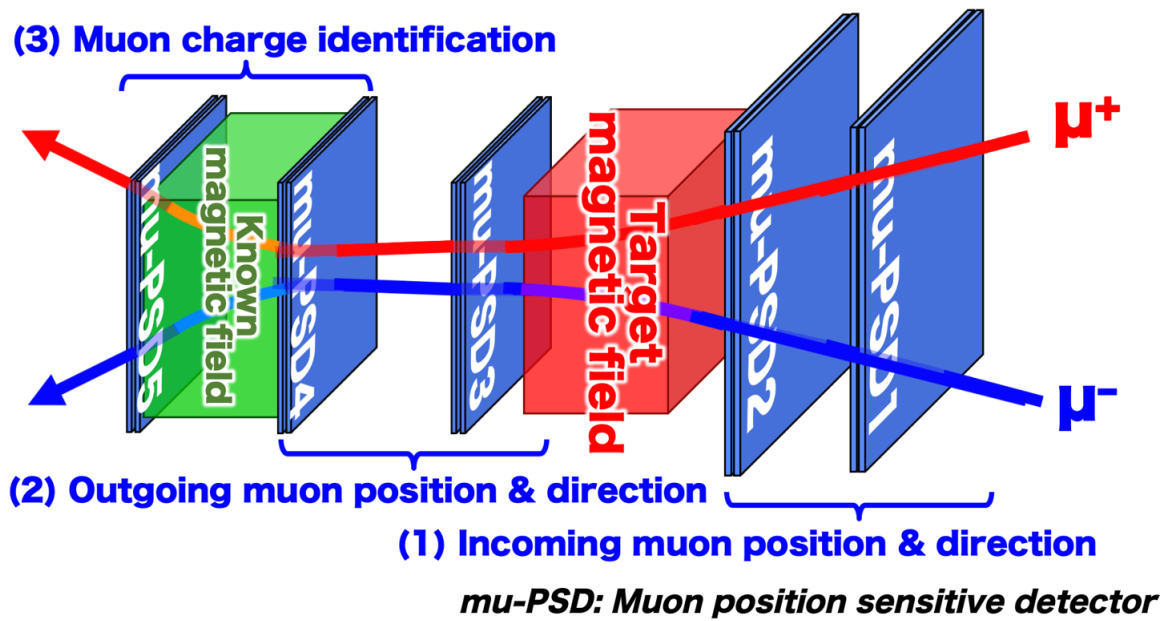 (3) Muon charge identification
μ+
μ-
mu-PSD5
Known
magnetic field
mu-PSD4
mu-PSD3
Target
magnetic field
mu-PSD2
mu-PSD1
(2) Outgoing muon position & direction
(1) Incoming muon position & direction
mu-PSD: Muon position sensitive detector